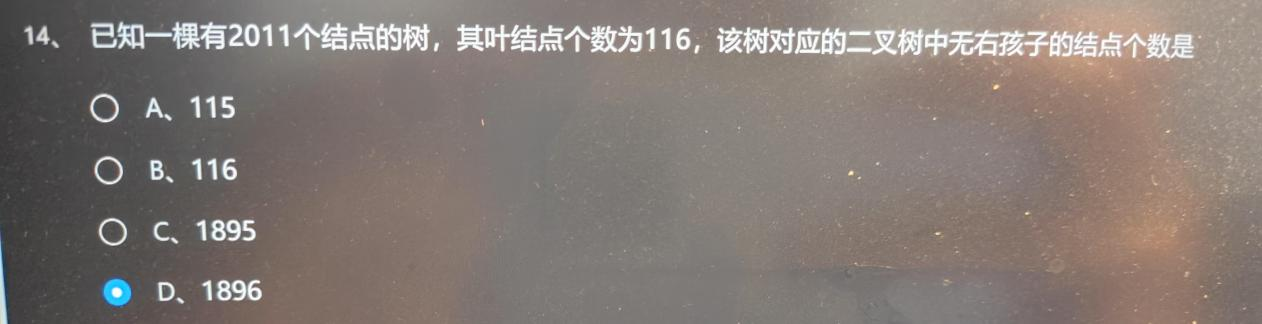 14、 已知一棵有2011个结点的树，其叶结点个数为116，该树对应的二叉树中无右孩子的结点个数是
A、115
B、116
C、1895
D、1896